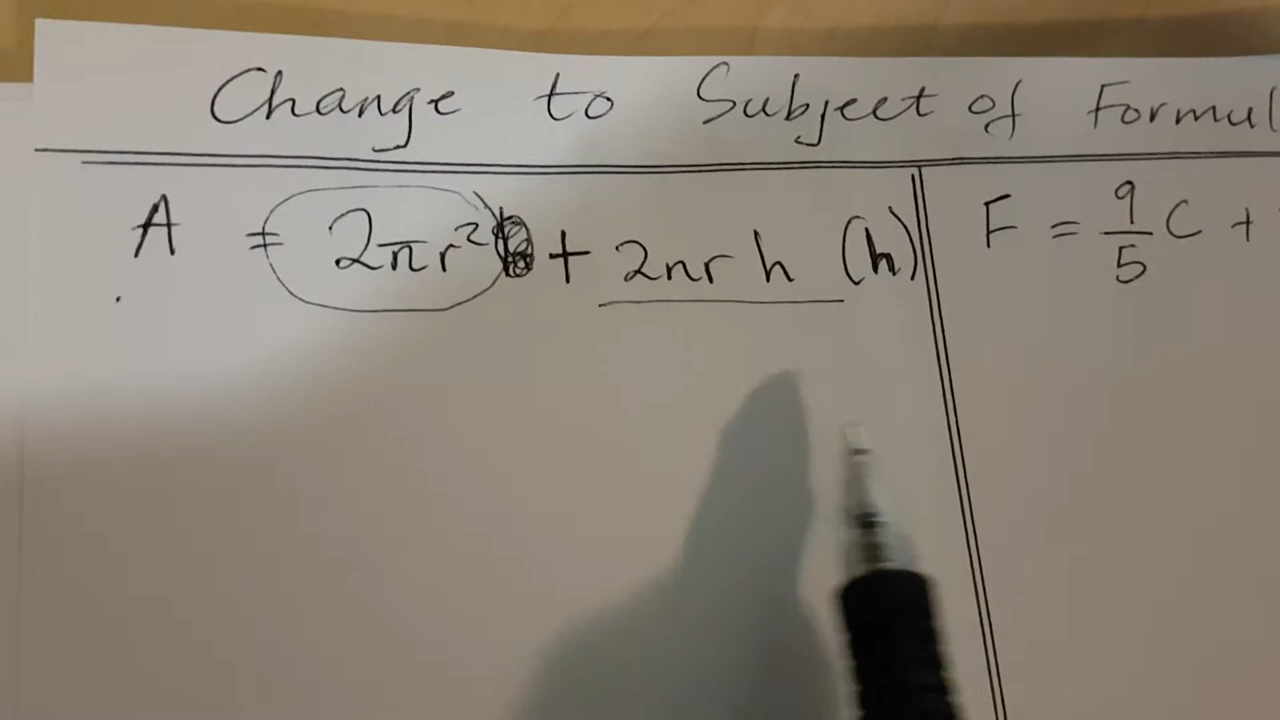 Change to Subject of Formul
A = 2πr² + 2πr h (h)
F = 9/5 C +